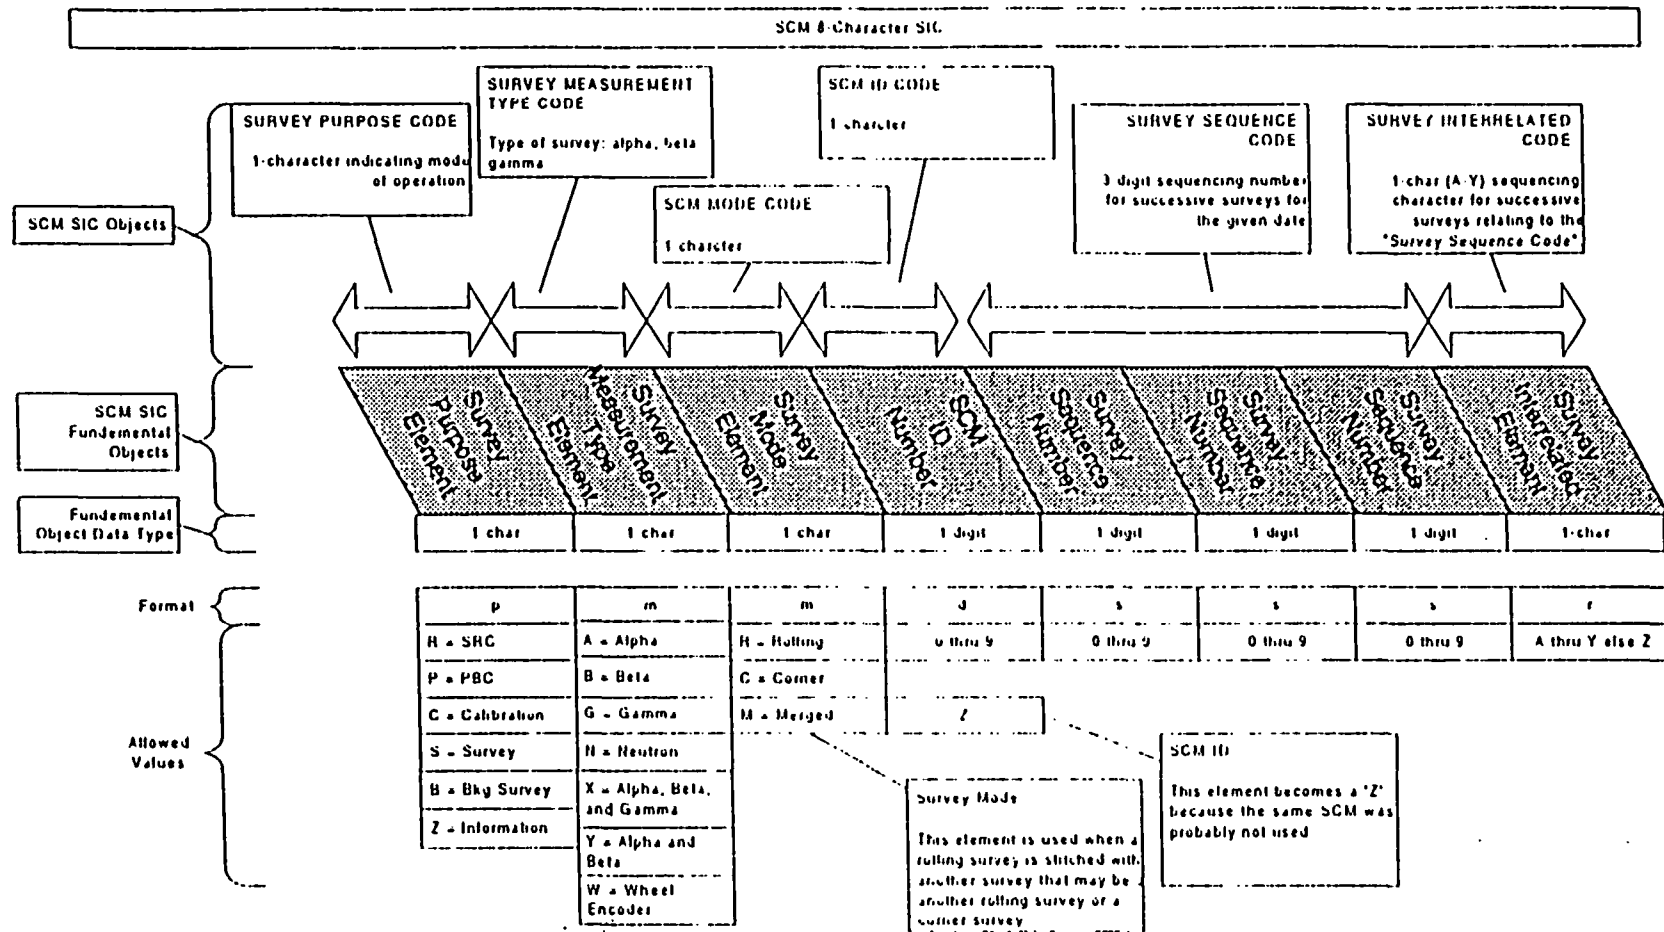 SCM 8-Character SIC
SURVEY PURPOSE CODE
1-character indicating mode
of operation
SURVEY MEASUREMENT
TYPE CODE
Type of survey: alpha, beta
gamma
SCM MODE CODE
1 charcter
SCM ID CODE
1 charcter
SURVEY SEQUENCE
CODE
3 digit sequencing number
for successive surveys for
the given date
SURVEY INTERRELATED
CODE
1-char (A-Y) sequencing
character for successive
surveys relating to the
"Survey Sequence Code"
SCM SIC Objects
SCM SIC
Fundemental
Objects
Survey
Purpose
Element
Survey
Measurement
Type
Element
Survey
Mode
Element
SCM
ID
Number
Survey
Sequence
Number
Survey
Sequence
Number
Survey
Sequence
Number
Survey
Interrelated
Element
Fundemental
Object Data Type
1 char
1 char
1 char
1 digit
1 digit
1 digit
1 digit
1-char
Format
p
m
m
d
s
s
s
r
Allowed
Values
R = SRC
P = PBC
C = Calibration
S = Survey
B = Bkg Survey
Z = Information
A = Alpha
B = Beta
G = Gamma
N = Neutron
X = Alpha, Beta,
and Gamma
Y = Alpha and
Beta
W = Wheel
Encoder
R = Rolling
C = Corner
M = Merged
0 thru 9
Z
0 thru 9
0 thru 9
0 thru 9
A thru Y else Z
Survey Mode
This element is used when a
rolling survey is stitched with
another survey that may be
another rolling survey or a
corner survey
SCM ID
This element becomes a "Z"
because the same SCM was
probably not used